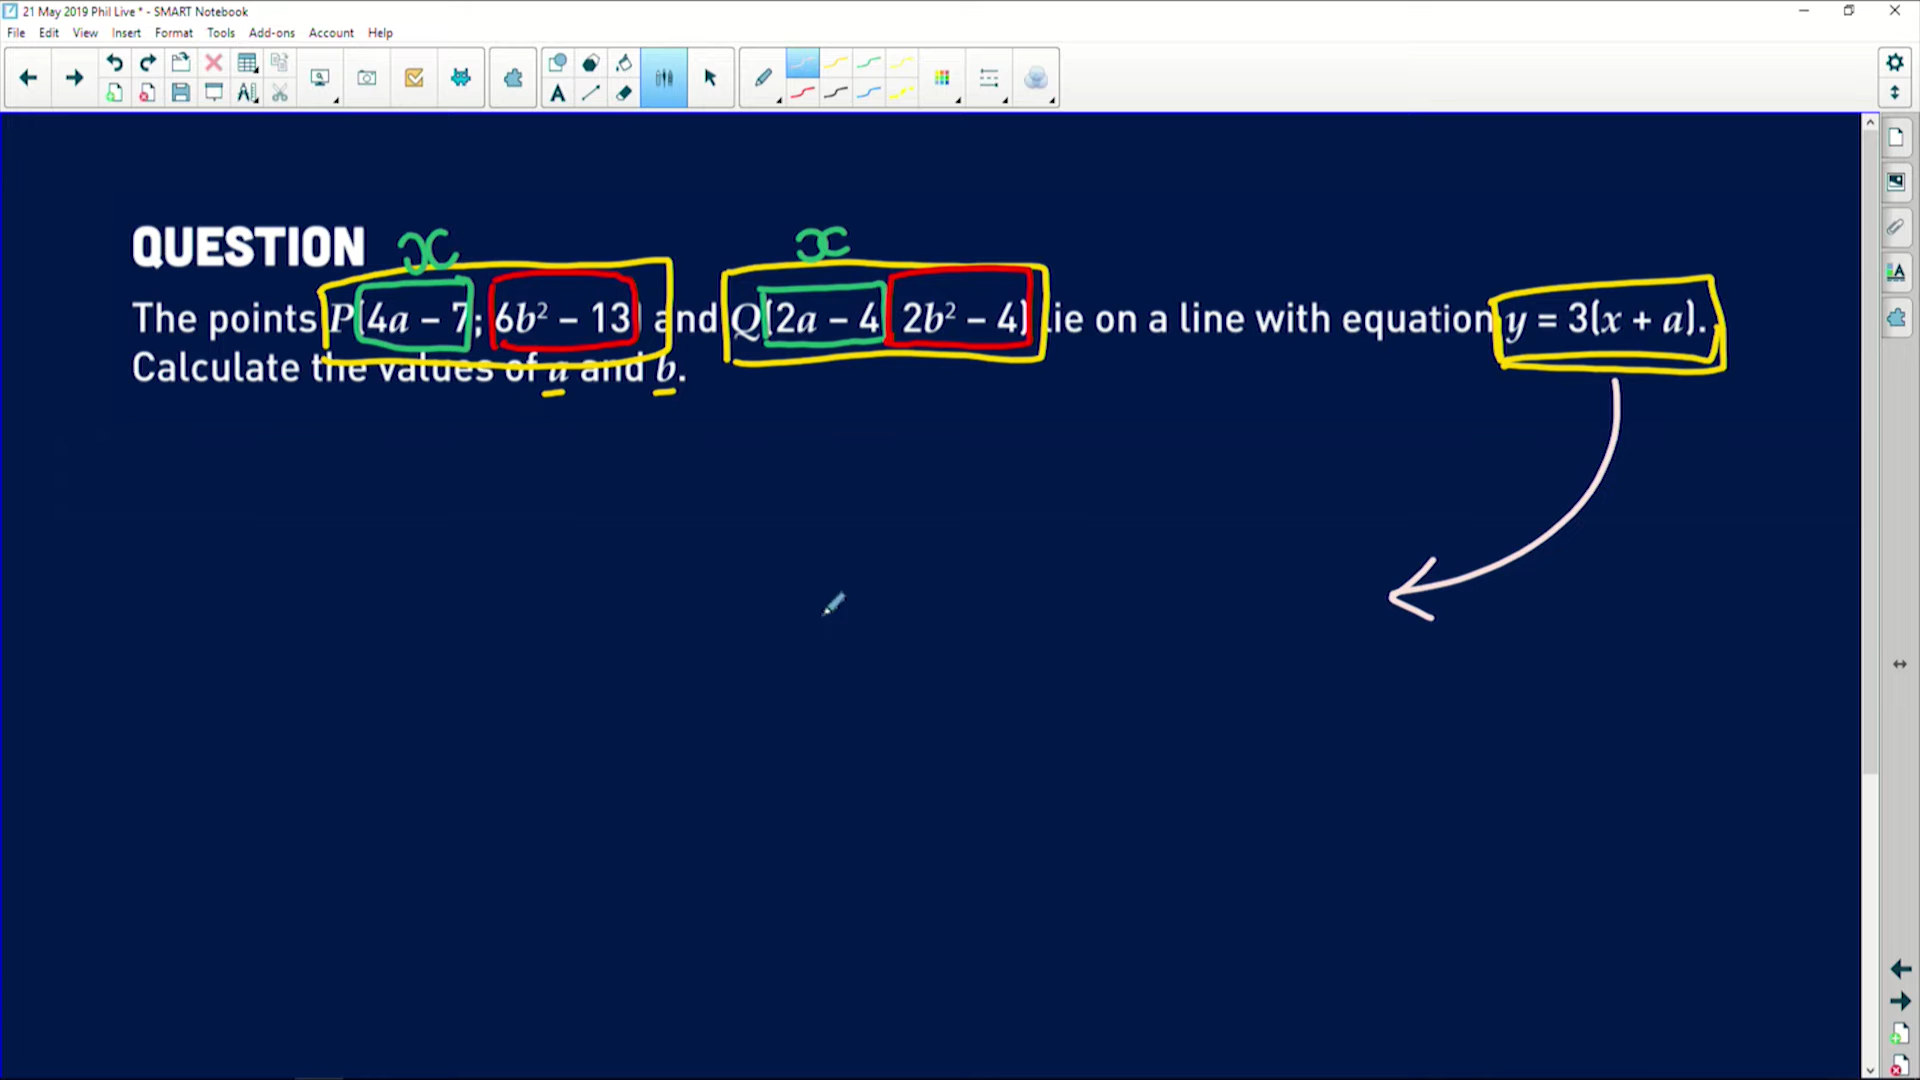 21 May 2019 Phil Live * - SMART Notebook
File Edit View Insert Format Tools Add-ons Account Help
QUESTION
x x
The points P(4a – 7; 6b² – 13) and Q(2a – 4 2b² – 4) lie on a line with equation y = 3(x + a).
Calculate the values of a and b.